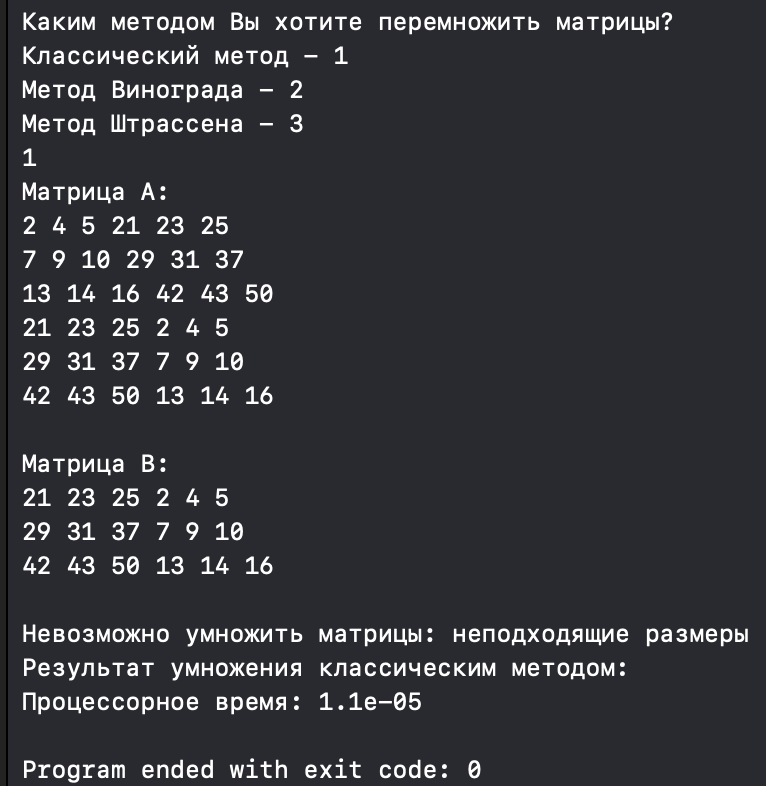 Каким методом Вы хотите перемножить матрицы?
Классический метод – 1
Метод Винограда – 2
Метод Штрассена – 3
1
Матрица A:
2 4 5 21 23 25
7 9 10 29 31 37
13 14 16 42 43 50
21 23 25 2 4 5
29 31 37 7 9 10
42 43 50 13 14 16
Матрица B:
21 23 25 2 4 5
29 31 37 7 9 10
42 43 50 13 14 16
Невозможно умножить матрицы: неподходящие размеры
Результат умножения классическим методом:
Процессорное время: 1.1e-05
Program ended with exit code: 0